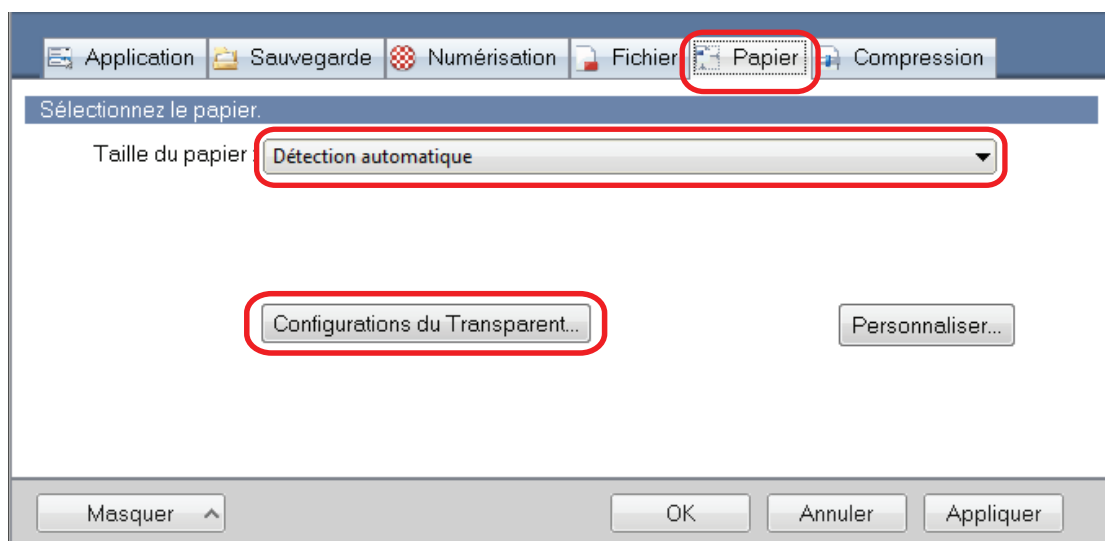 Application Sauvegarde Numérisation Fichier Papier Compression
Sélectionnez le papier.
Taille du papier : Détection automatique
Configurations du Transparent... Personnaliser...
Masquer OK Annuler Appliquer